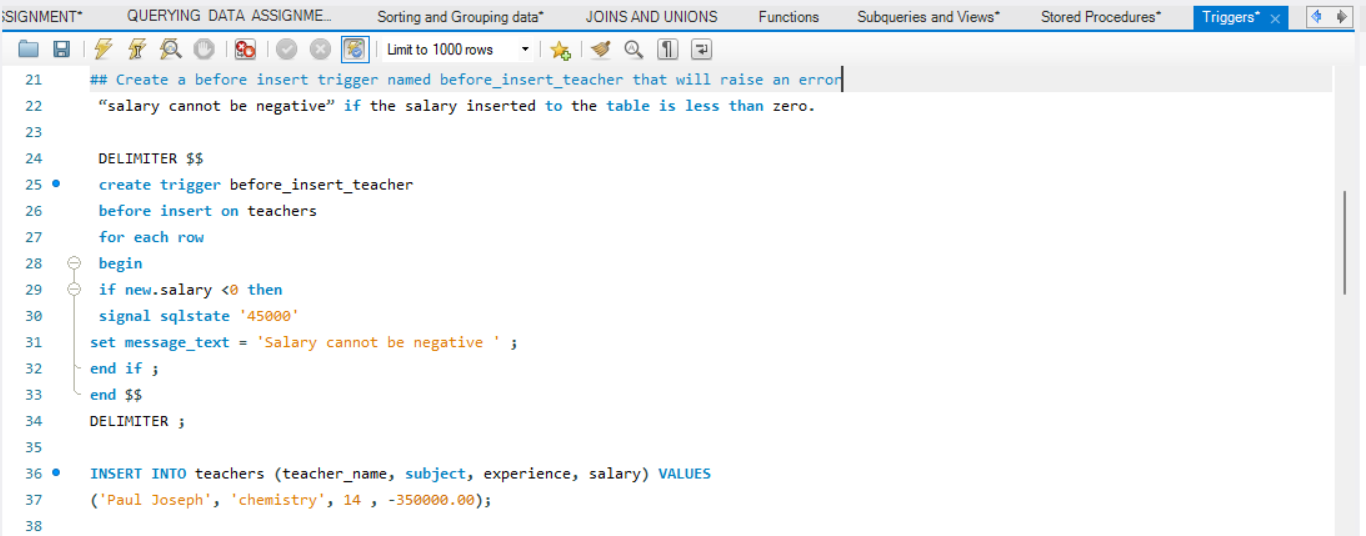 SSIGNMENT*
QUERYING DATA ASSIGNME...
Sorting and Grouping data*
JOINS AND UNIONS
Functions
Subqueries and Views*
Stored Procedures*
Triggers*
Limit to 1000 rows
21 ## Create a before insert trigger named before_insert_teacher that will raise an error
22 “salary cannot be negative” if the salary inserted to the table is less than zero.
23
24 DELIMITER $$
25 create trigger before_insert_teacher
26 before insert on teachers
27 for each row
28 begin
29 if new.salary <0 then
30 signal sqlstate '45000'
31 set message_text = 'Salary cannot be negative ' ;
32 end if ;
33 end $$
34 DELIMITER ;
35
36 INSERT INTO teachers (teacher_name, subject, experience, salary) VALUES
37 ('Paul Joseph', 'chemistry', 14 , -350000.00);
38